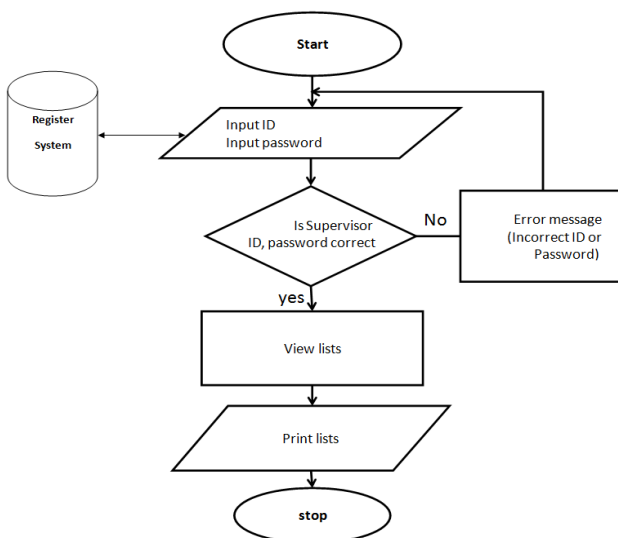 Start
Register
System
Input ID
Input password
Is Supervisor
ID, password correct
No
Error message
(Incorrect ID or
Password)
yes
View lists
Print lists
stop